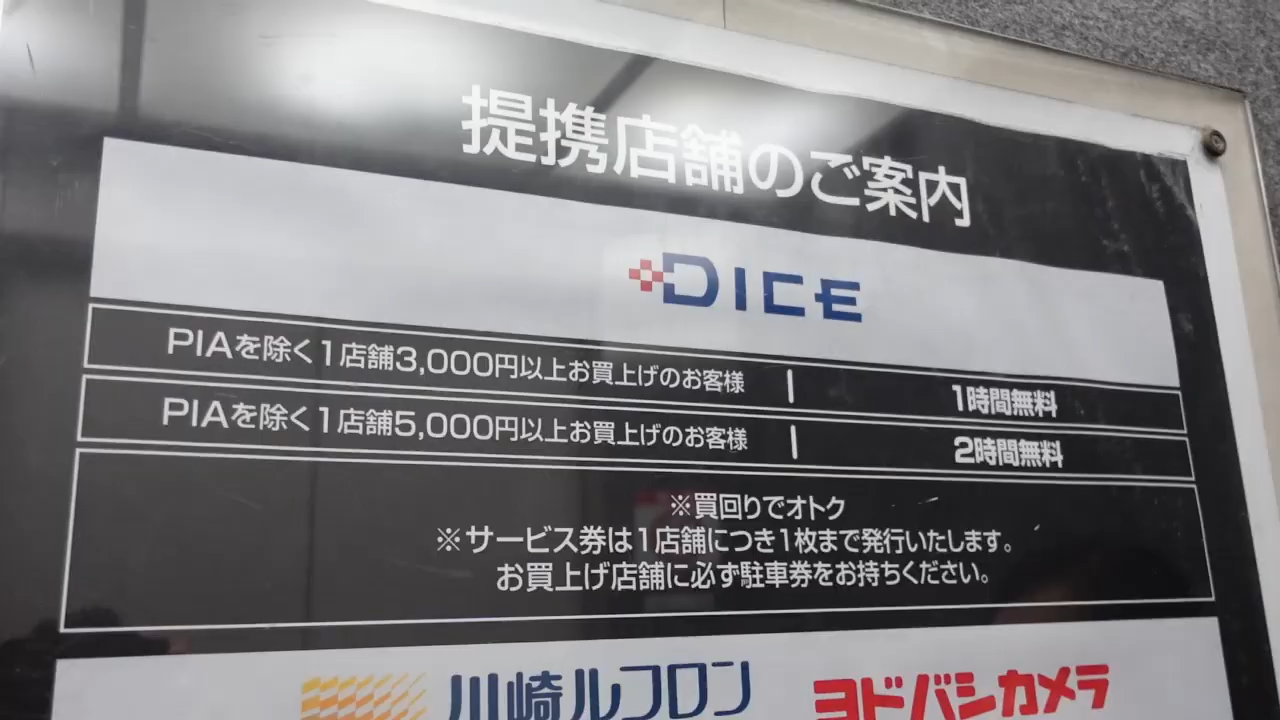 提携店舗のご案内
DICE
PIAを除く1店舗3,000円以上お買上げのお客様 1時間無料
PIAを除く1店舗5,000円以上お買上げのお客様 2時間無料
※買回りでオトク
※サービス券は1店舗につき1枚まで発行いたします。
お買上げ店舗に必ず駐車券をお持ちください。
川崎ルフロン ヨドバシカメラ